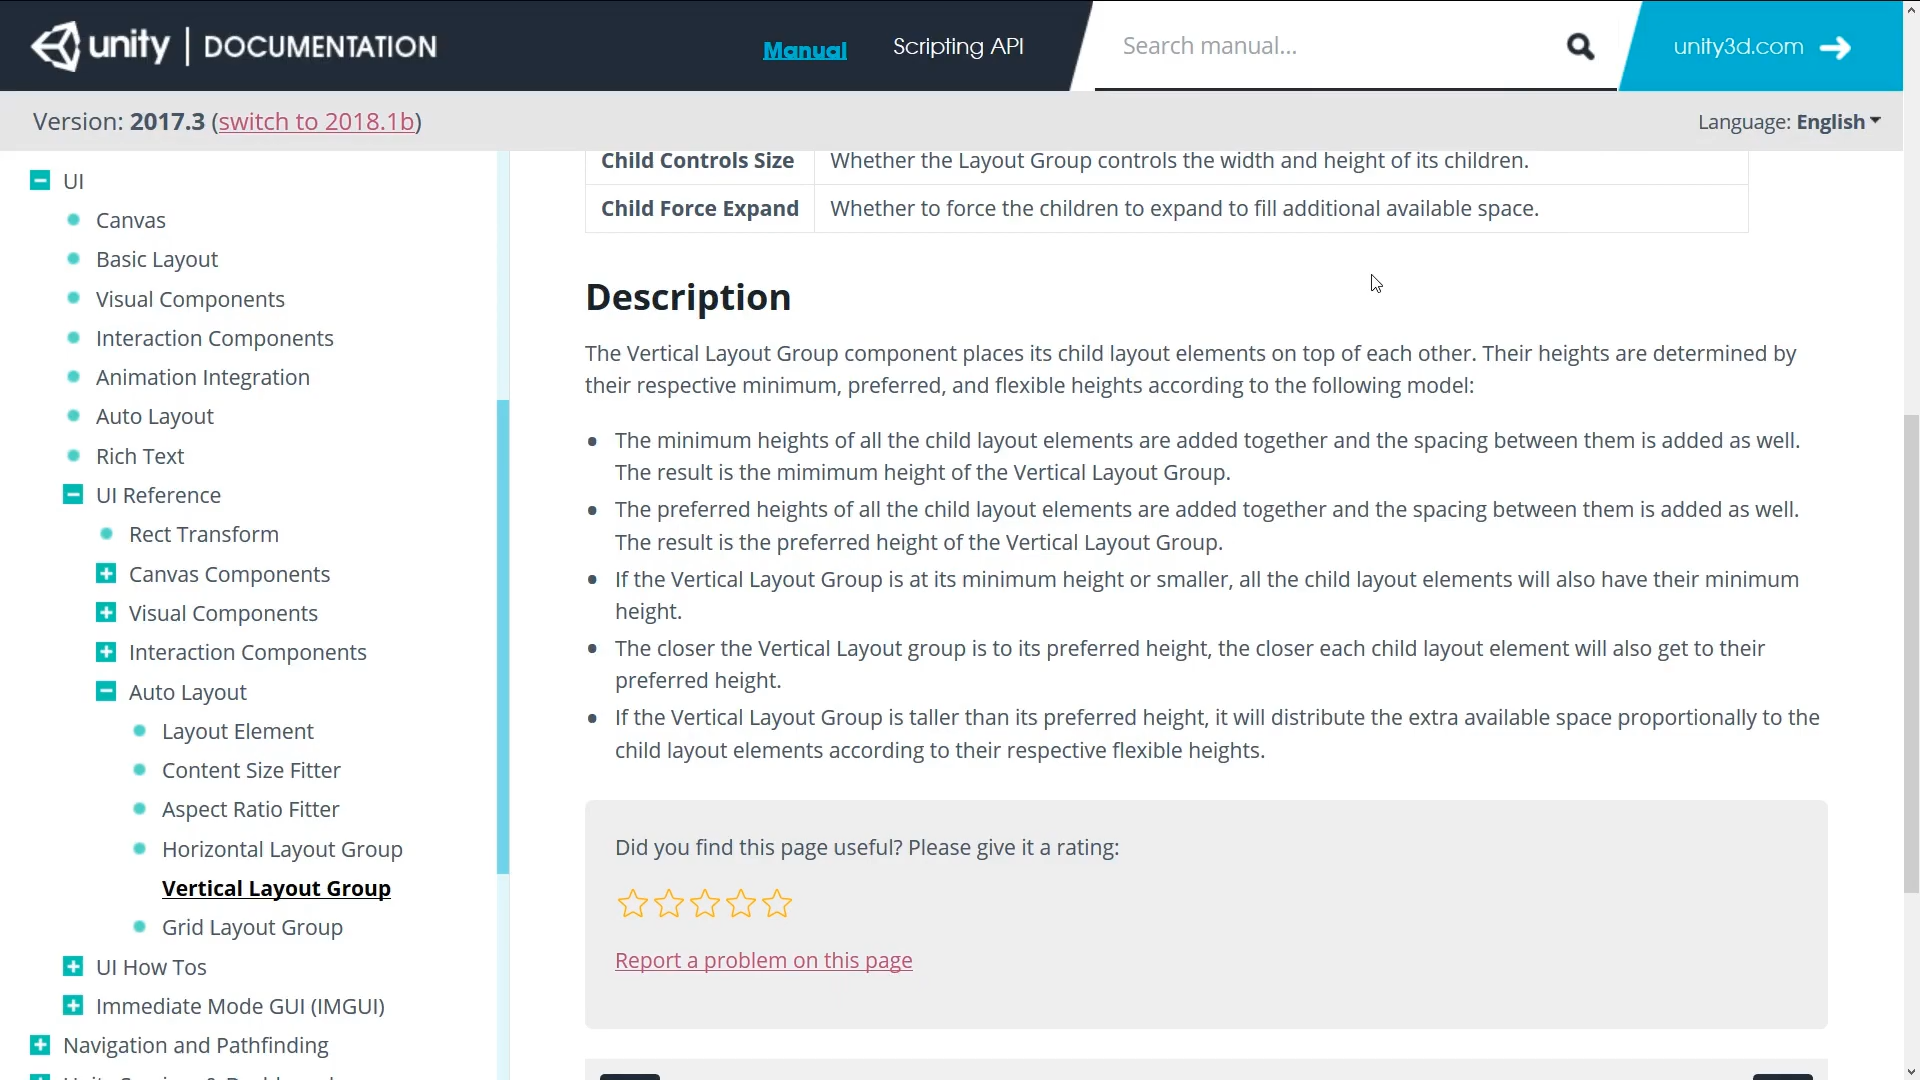 unity | DOCUMENTATION
Manual
Scripting API
Search manual...
unity3d.com
Version: 2017.3 (switch to 2018.1b)
Language: English
UI
Canvas
Basic Layout
Visual Components
Interaction Components
Animation Integration
Auto Layout
Rich Text
UI Reference
Rect Transform
Canvas Components
Visual Components
Interaction Components
Auto Layout
Layout Element
Content Size Fitter
Aspect Ratio Fitter
Horizontal Layout Group
Vertical Layout Group
Grid Layout Group
UI How Tos
Immediate Mode GUI (IMGUI)
Navigation and Pathfinding
Child Controls Size Whether the Layout Group controls the width and height of its children.
Child Force Expand Whether to force the children to expand to fill additional available space.
Description
The Vertical Layout Group component places its child layout elements on top of each other. Their heights are determined by
their respective minimum, preferred, and flexible heights according to the following model:
The minimum heights of all the child layout elements are added together and the spacing between them is added as well.
The result is the mimimum height of the Vertical Layout Group.
The preferred heights of all the child layout elements are added together and the spacing between them is added as well.
The result is the preferred height of the Vertical Layout Group.
If the Vertical Layout Group is at its minimum height or smaller, all the child layout elements will also have their minimum
height.
The closer the Vertical Layout group is to its preferred height, the closer each child layout element will also get to their
preferred height.
If the Vertical Layout Group is taller than its preferred height, it will distribute the extra available space proportionally to the
child layout elements according to their respective flexible heights.
Did you find this page useful? Please give it a rating:
Report a problem on this page